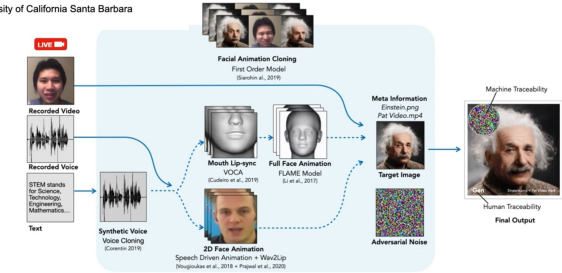 sity of California Santa Barbara
LIVE
Facial Animation Cloning
First Order Model
(Siarohin et al., 2019)
Recorded Video
Meta Information
Einstein.png
Pat Video.mp4
Machine Traceability
Recorded Voice
Mouth Lip-sync
VOCA
(Cudeiro et al., 2019)
Full Face Animation
FLAME Model
(Li et al., 2017)
Target Image
STEM stands
for Science,
Technology,
Engineering,
Mathematics...
Text
Synthetic Voice
Voice Cloning
(Corentin 2019)
2D Face Animation
Speech Driven Animation + Wav2Lip
(Vougioukas et al., 2018 + Prajwal et al., 2020)
Adversarial Noise
Gen
Human Traceability
Final Output